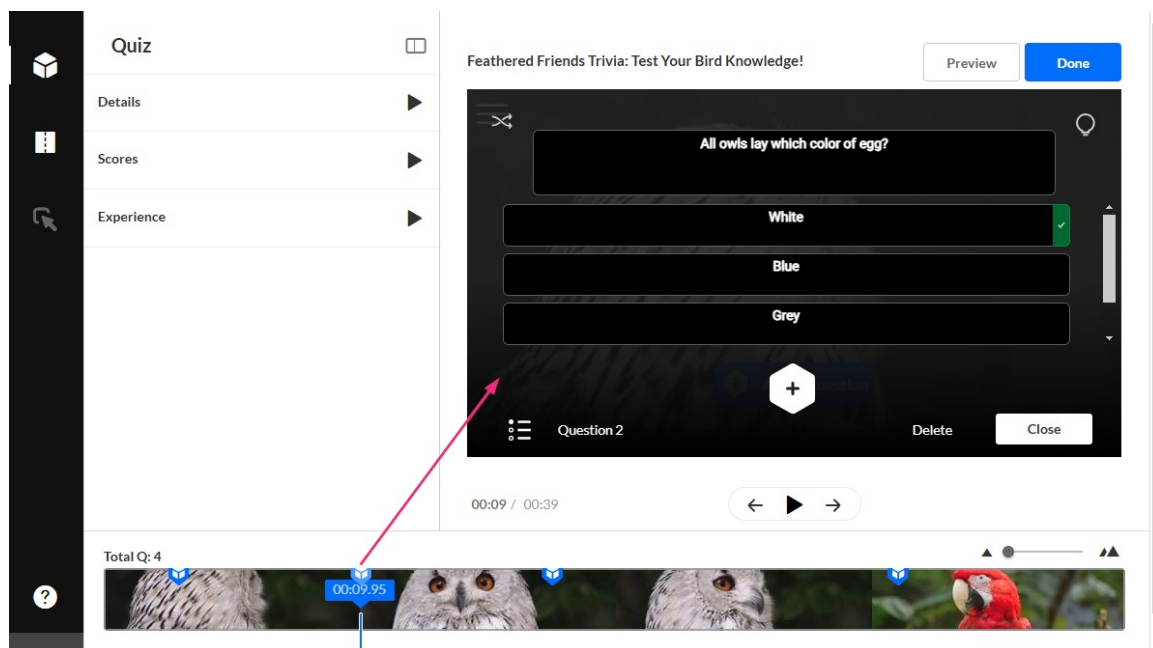 Quiz
Details
Scores
Experience
Feathered Friends Trivia: Test Your Bird Knowledge!
Preview
Done
All owls lay which color of egg?
White
Blue
Grey
Question 2
Delete
Close
00:09 / 00:39
Total Q: 4
00:09.95
?